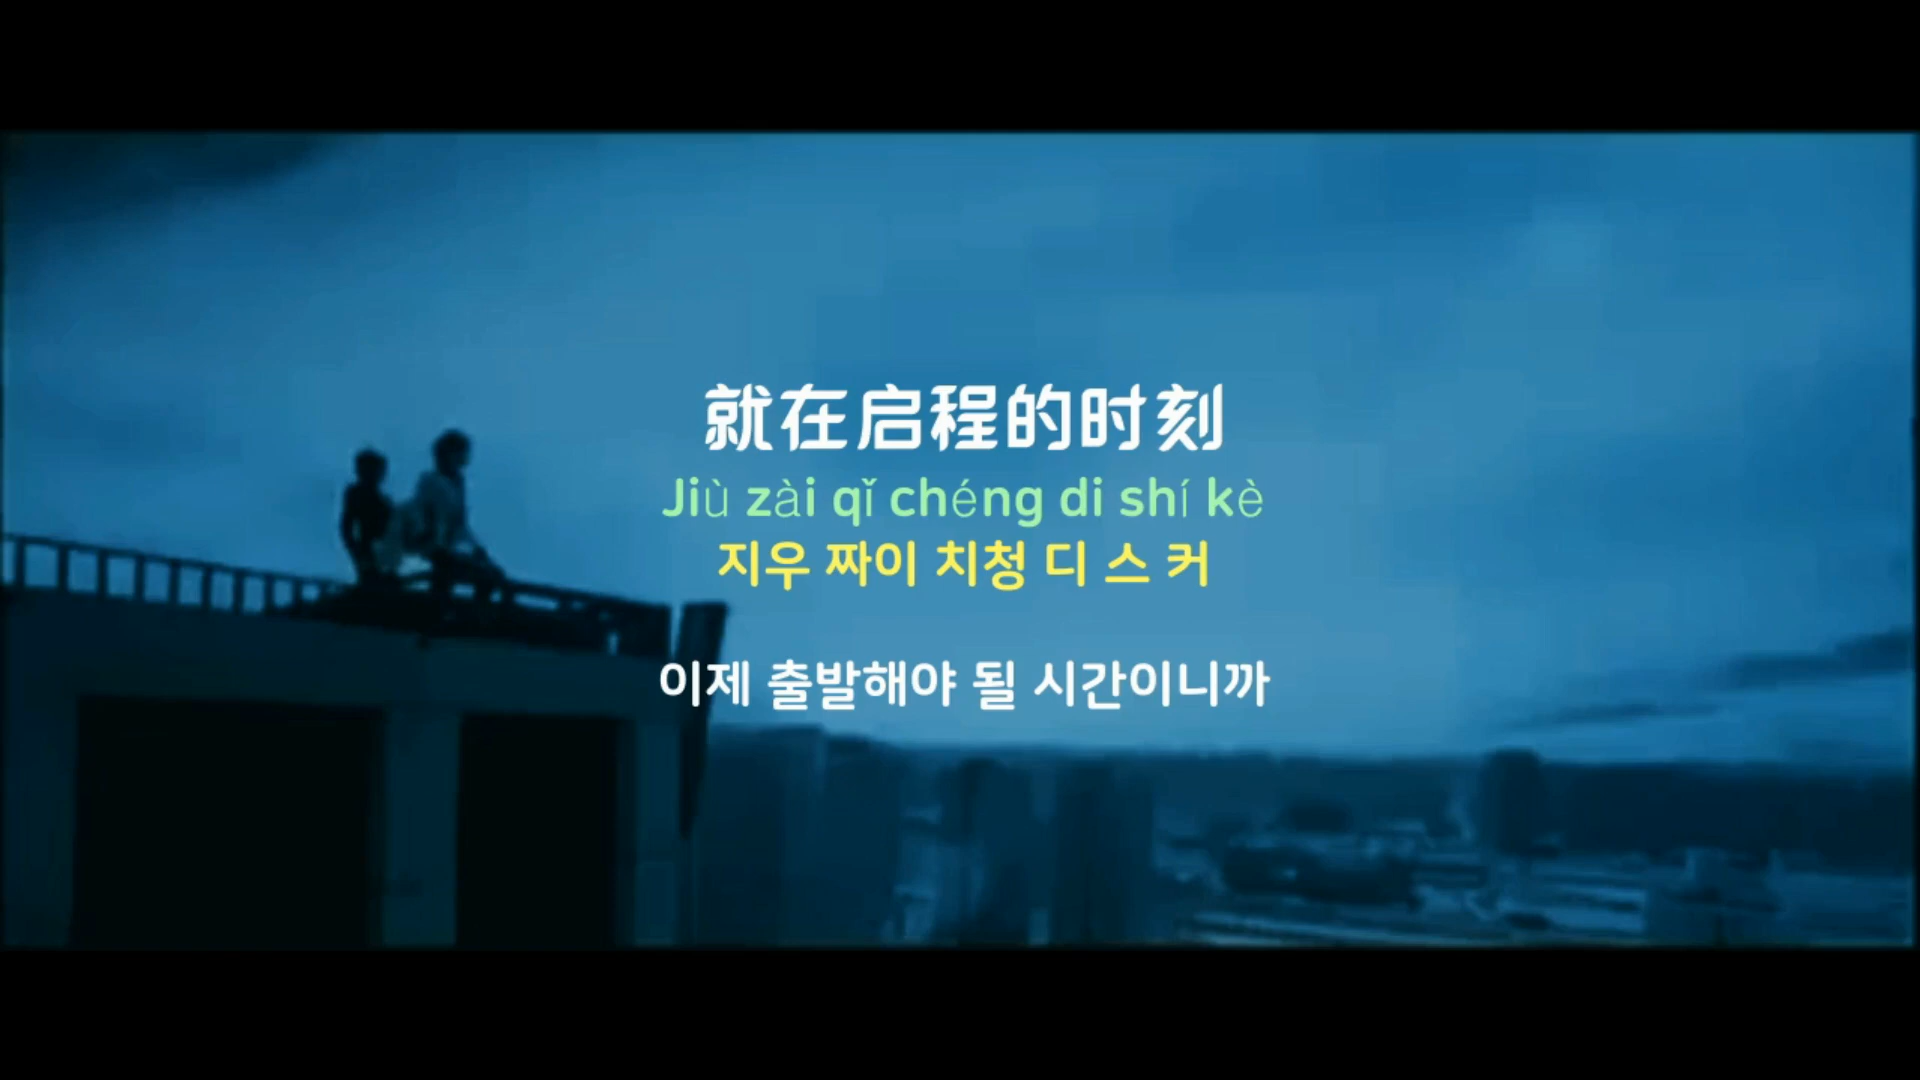 就在启程的时刻
Jiù zài qǐ chéng di shí kè
지우 짜이 치청 디 스 커
이제 출발해야 될 시간이니까